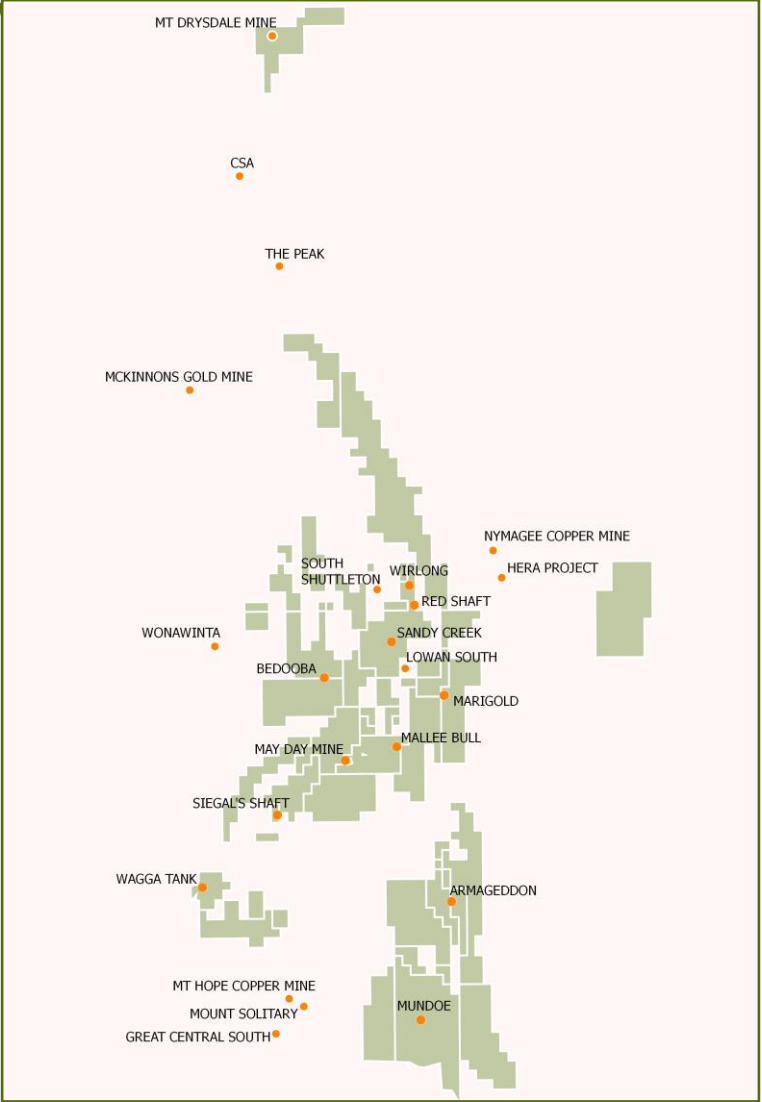 MT DRYSDALE MINE
CSA
THE PEAK
MCKINNONS GOLD MINE
NYMAGEE COPPER MINE
HERA PROJECT
SOUTH
SHUTTLETON
WIRLONG
RED SHAFT
WONAWINTA
SANDY CREEK
LOWAN SOUTH
BEDOOBA
MARIGOLD
MALLEE BULL
MAY DAY MINE
SIEGAL'S SHAFT
WAGGA TANK
ARMAGEDDON
MT HOPE COPPER MINE
MOUNT SOLITARY
MUNDOE
GREAT CENTRAL SOUTH